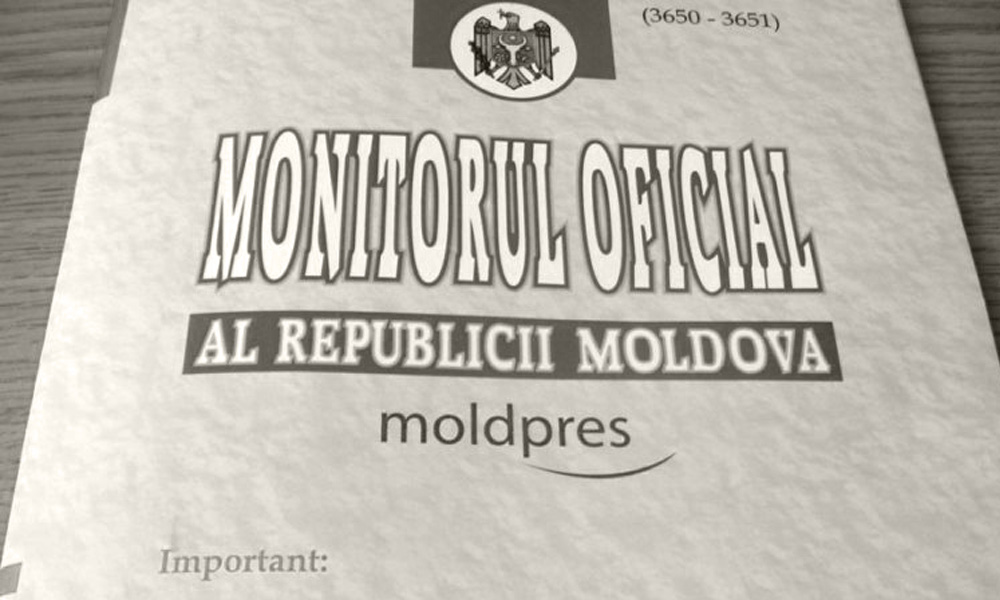 (3650 - 3651)
MONITORUL OFICIAL
AL REPUBLICII MOLDOVA
moldpres
Important: